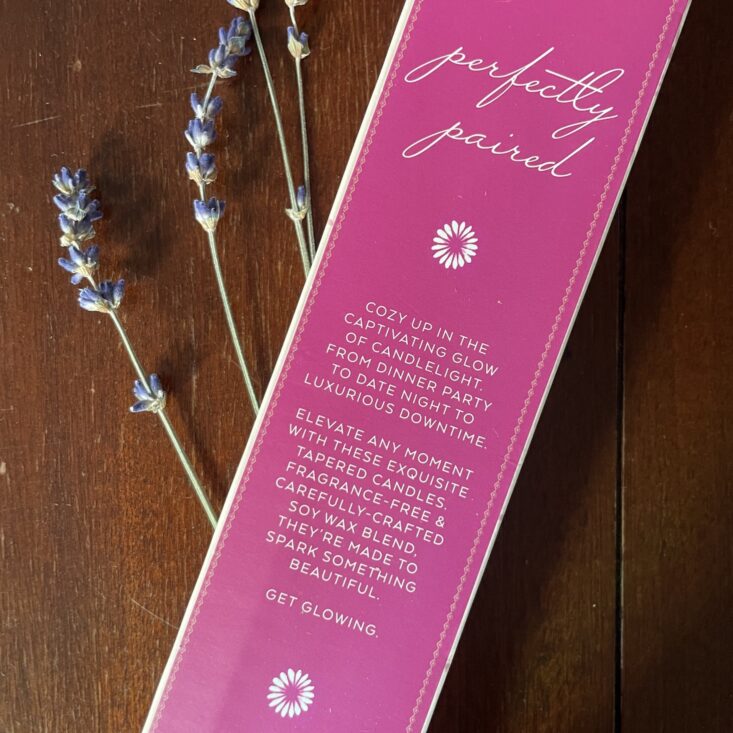 perfectly
paired
COZY UP IN THE
CAPTIVATING GLOW
OF CANDLELIGHT.
FROM DINNER PARTY
TO DATE NIGHT TO
LUXURIOUS DOWNTIME.
ELEVATE ANY MOMENT
WITH THESE EXQUISITE
TAPERED CANDLES.
FRAGRANCE-FREE &
CAREFULLY-CRAFTED
SOY WAX BLEND,
THEY'RE MADE TO
SPARK SOMETHING
BEAUTIFUL.
GET GLOWING.